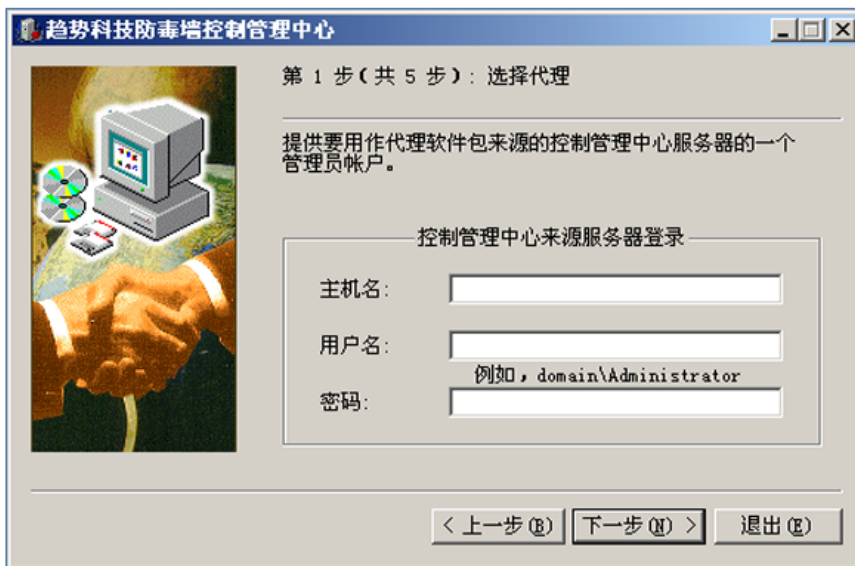 趋势科技防毒墙控制管理中心
第 1 步(共 5 步): 选择代理
提供要用作代理软件包来源的控制管理中心服务器的一个
管理员帐户。
控制管理中心来源服务器登录
主机名:
用户名:
例如，domain\Administrator
密码:
< 上一步(B) 下一步(N) > 退出(E)